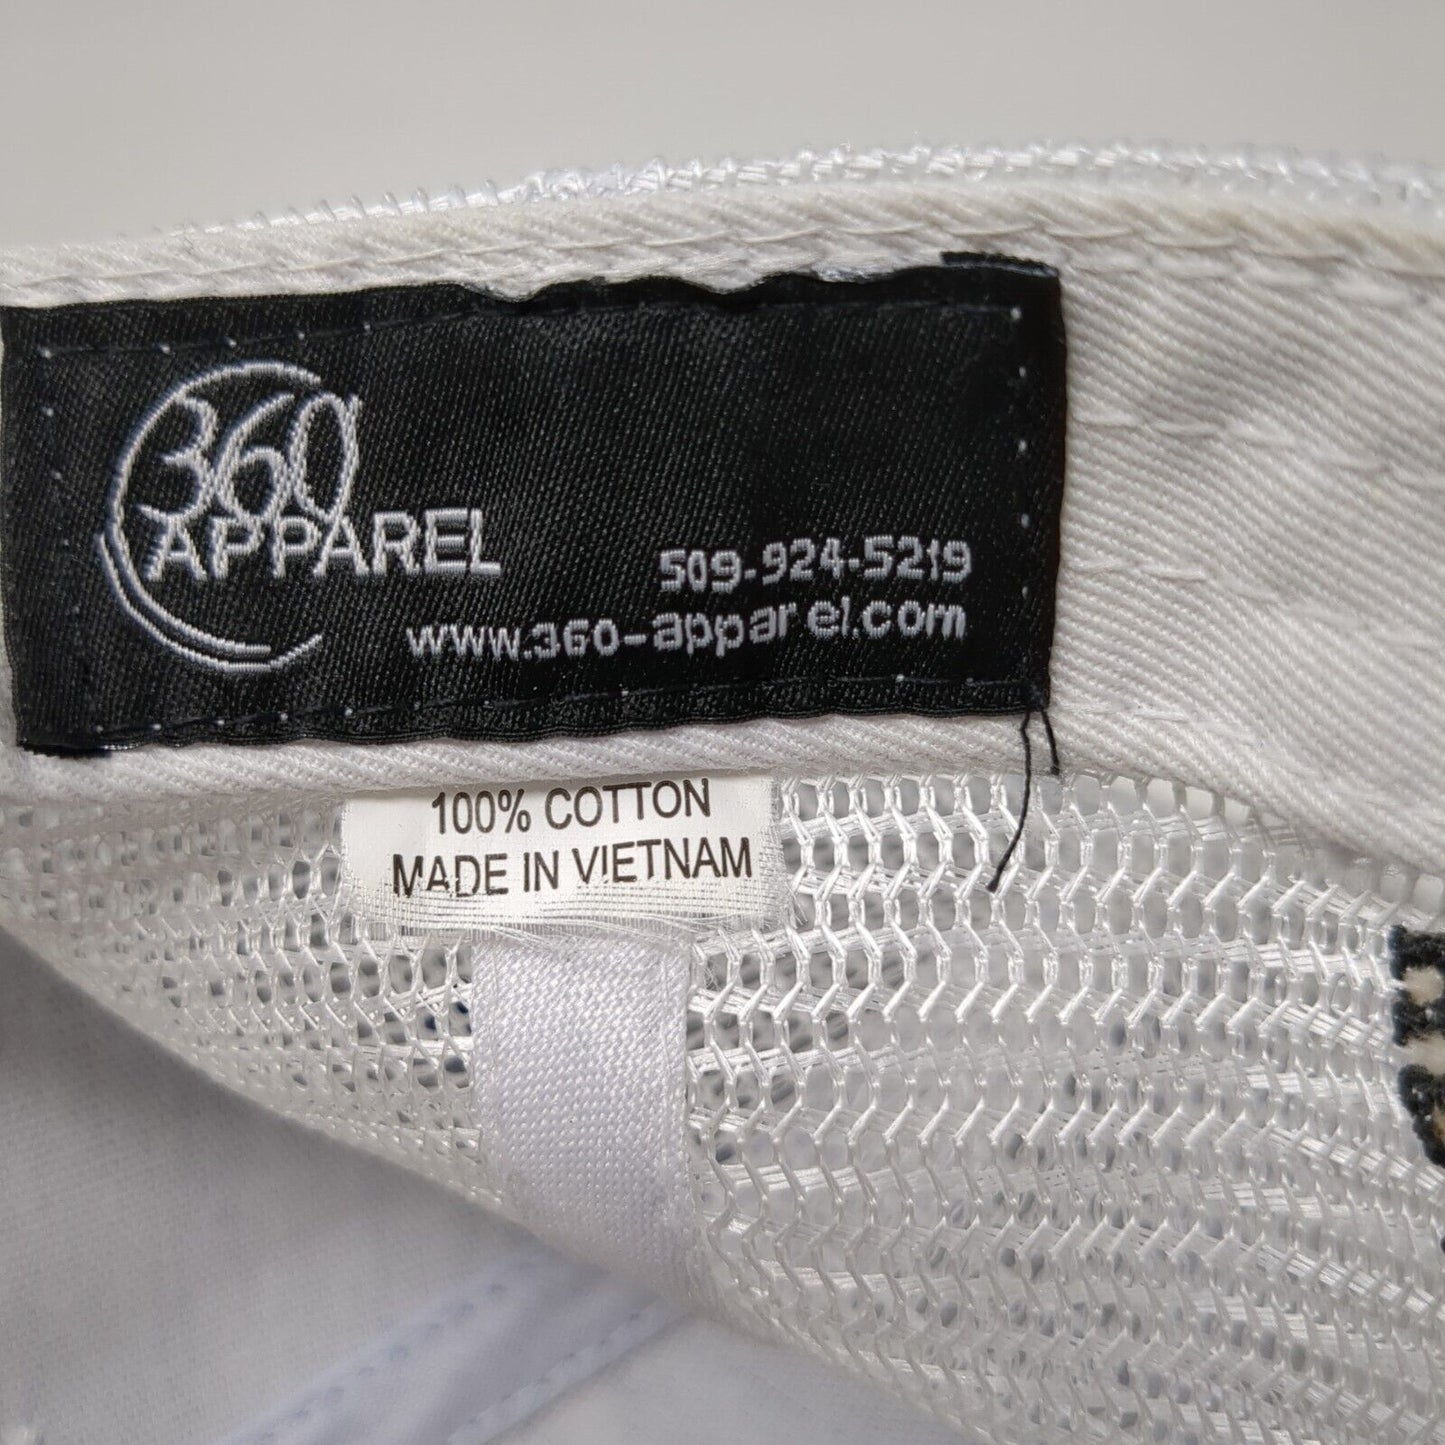 360
APPAREL
509-924-5219
www.360-apparel.com
100% COTTON
MADE IN VIETNAM